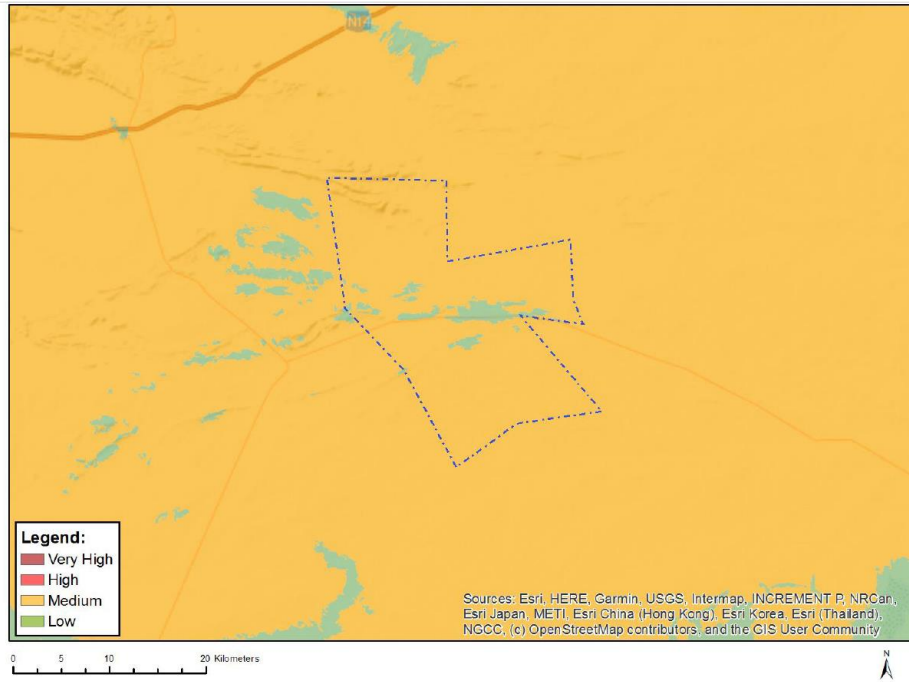 N14
Legend:
Very High
High
Medium
Low
Sources: Esri, HERE, Garmin, USGS, Intermap, INCREMENT P, NRCan,
Esri Japan, METI, Esri China (Hong Kong), Esri Korea, Esri (Thailand),
NGCC, (c) OpenStreetMap contributors, and the GIS User Community
0 5 10 20 Kilometers
N